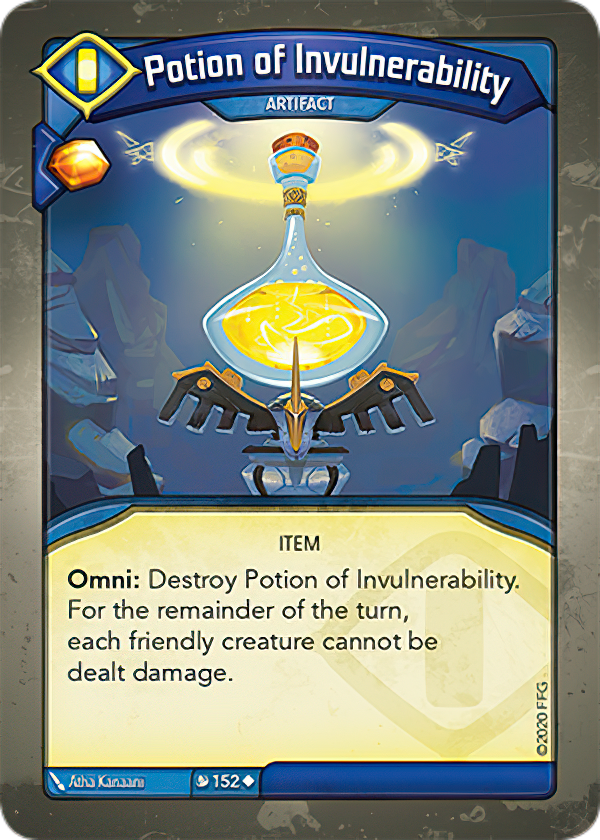 Potion of Invulnerability
ARTIFACT
ITEM
Omni: Destroy Potion of Invulnerability.
For the remainder of the turn,
each friendly creature cannot be
dealt damage.
©2020 FFG
152